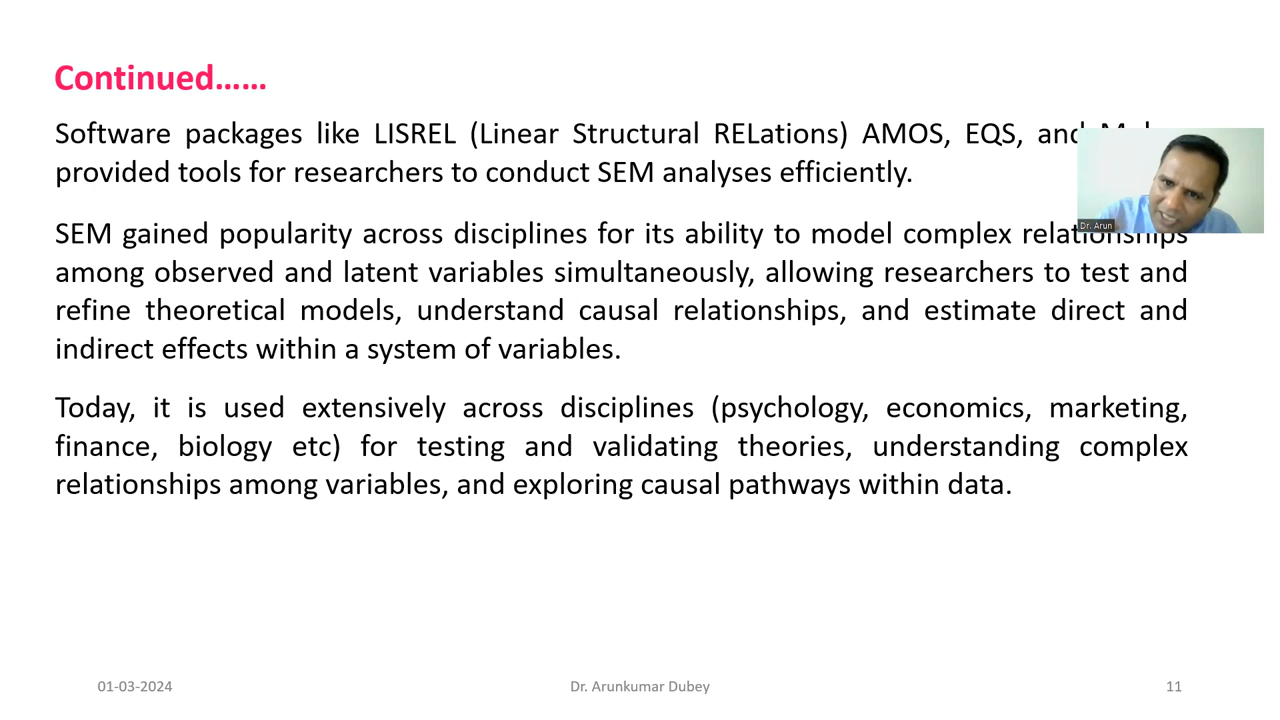 Continued……
Software packages like LISREL (Linear Structural RELations) AMOS, EQS, and
provided tools for researchers to conduct SEM analyses efficiently.
SEM gained popularity across disciplines for its ability to model complex relationships
among observed and latent variables simultaneously, allowing researchers to test and
refine theoretical models, understand causal relationships, and estimate direct and
indirect effects within a system of variables.
Today, it is used extensively across disciplines (psychology, economics, marketing,
finance, biology etc) for testing and validating theories, understanding complex
relationships among variables, and exploring causal pathways within data.
Dr. Arun
01-03-2024
Dr. Arunkumar Dubey
11